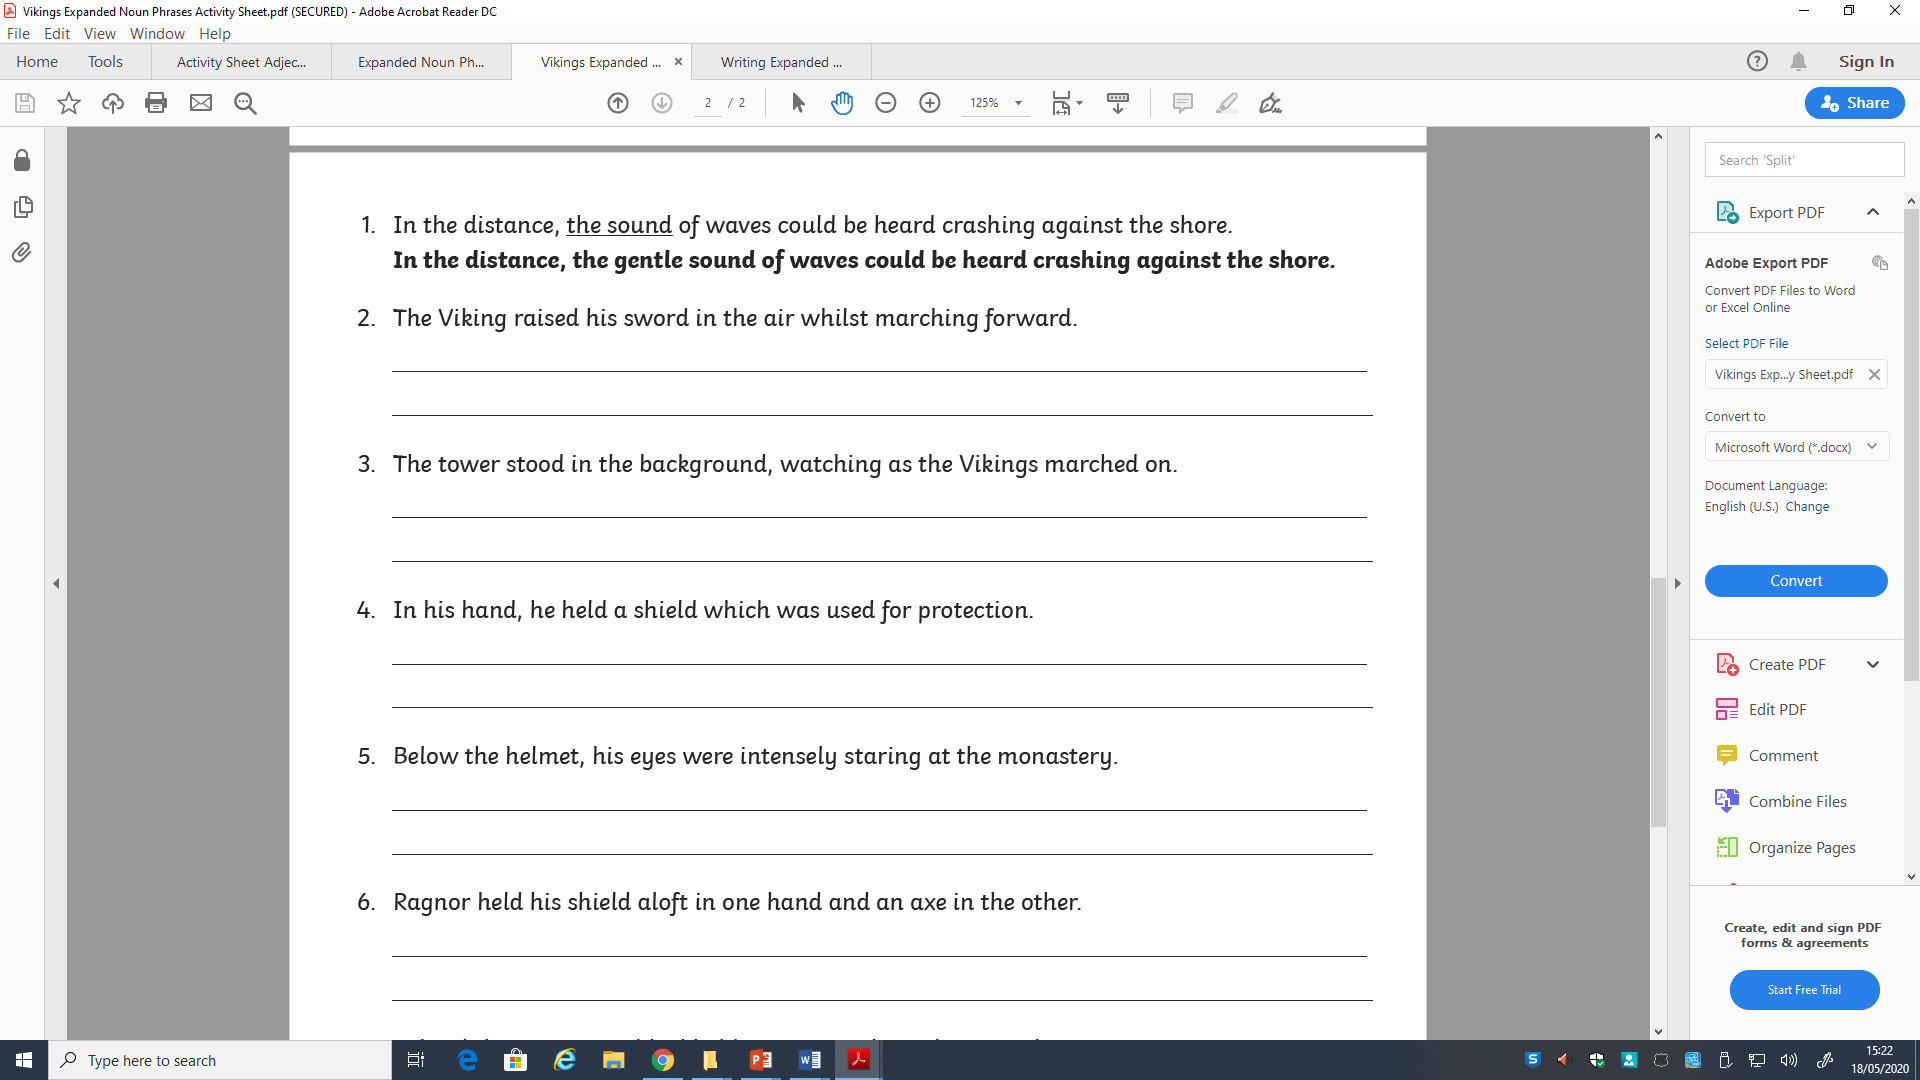 Vikings Expanded Noun Phrases Activity Sheet.pdf (SECURED) - Adobe Acrobat Reader DC
File Edit View Window Help
Home Tools Activity Sheet Adjec... Expanded Noun Ph... Vikings Expanded ... Writing Expanded ... Sign In
2 / 2 125% Share
1. In the distance, the sound of waves could be heard crashing against the shore.
In the distance, the gentle sound of waves could be heard crashing against the shore.
2. The Viking raised his sword in the air whilst marching forward.
3. The tower stood in the background, watching as the Vikings marched on.
4. In his hand, he held a shield which was used for protection.
5. Below the helmet, his eyes were intensely staring at the monastery.
6. Ragnor held his shield aloft in one hand and an axe in the other.
Search 'Split'
Export PDF
Adobe Export PDF
Convert PDF Files to Word
or Excel Online
Select PDF File
Vikings Exp...y Sheet.pdf
Convert to
Microsoft Word (*.docx)
Document Language:
English (U.S.) Change
Convert
Create PDF
Edit PDF
Comment
Combine Files
Organize Pages
Create, edit and sign PDF
forms & agreements
Start Free Trial
Type here to search
15:22
18/05/2020